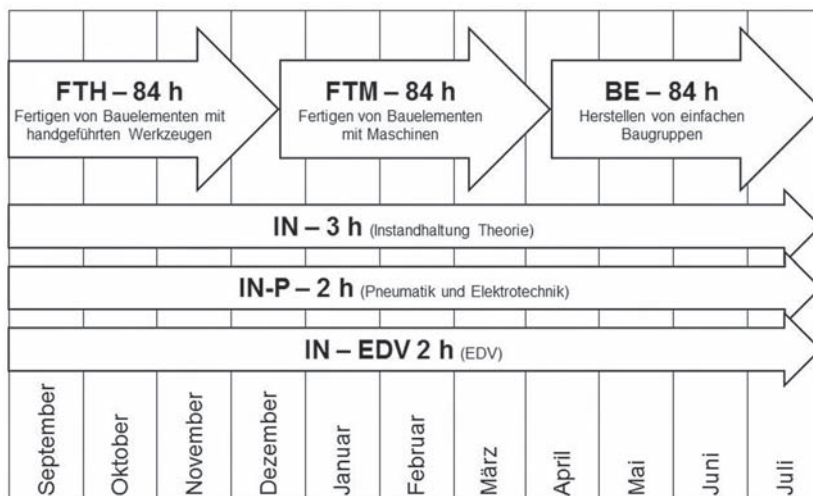 FTH – 84 h
Fertigen von Bauelementen mit
handgeführten Werkzeugen
FTM – 84 h
Fertigen von Bauelementen
mit Maschinen
BE – 84 h
Herstellen von einfachen
Baugruppen
IN – 3 h (Instandhaltung Theorie)
IN-P – 2 h (Pneumatik und Elektrotechnik)
IN – EDV 2 h (EDV)
September
Oktober
November
Dezember
Januar
Februar
März
April
Mai
Juni
Juli